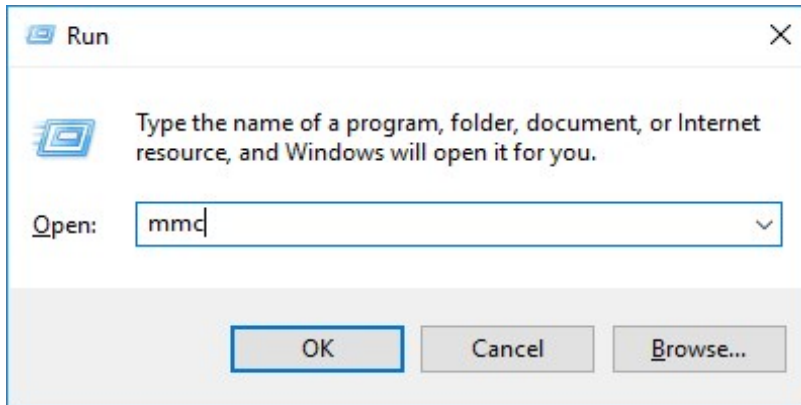 Run
Type the name of a program, folder, document, or Internet
resource, and Windows will open it for you.
Open: mmc
OK Cancel Browse...